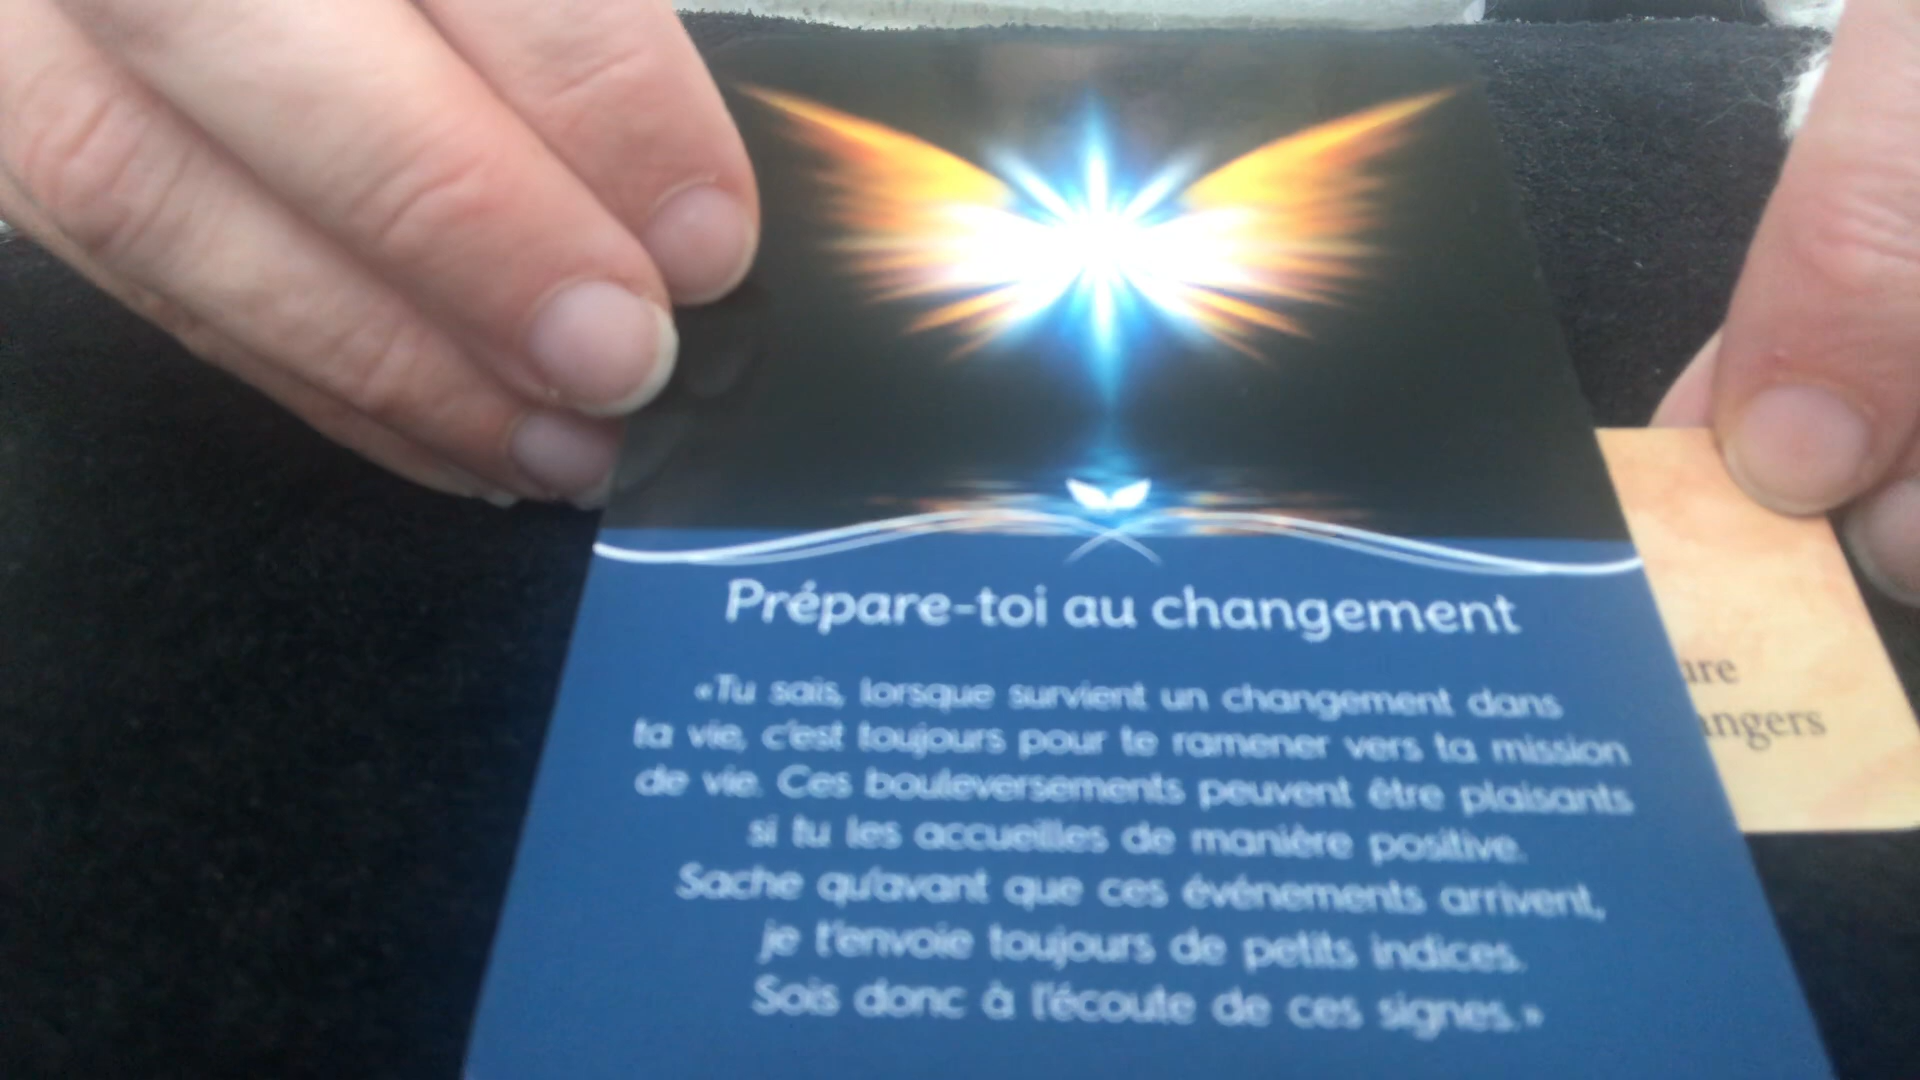 Prépare-toi au changement
«Tu sais, lorsque survient un changement dans
ta vie, c'est toujours pour te ramener vers ta mission
de vie. Ces bouleversements peuvent être plaisants
si tu les accueilles de manière positive.
Sache qu'avant que ces événements arrivent,
je t'envoie toujours de petits indices.
Sois donc à l'écoute de ces signes.»